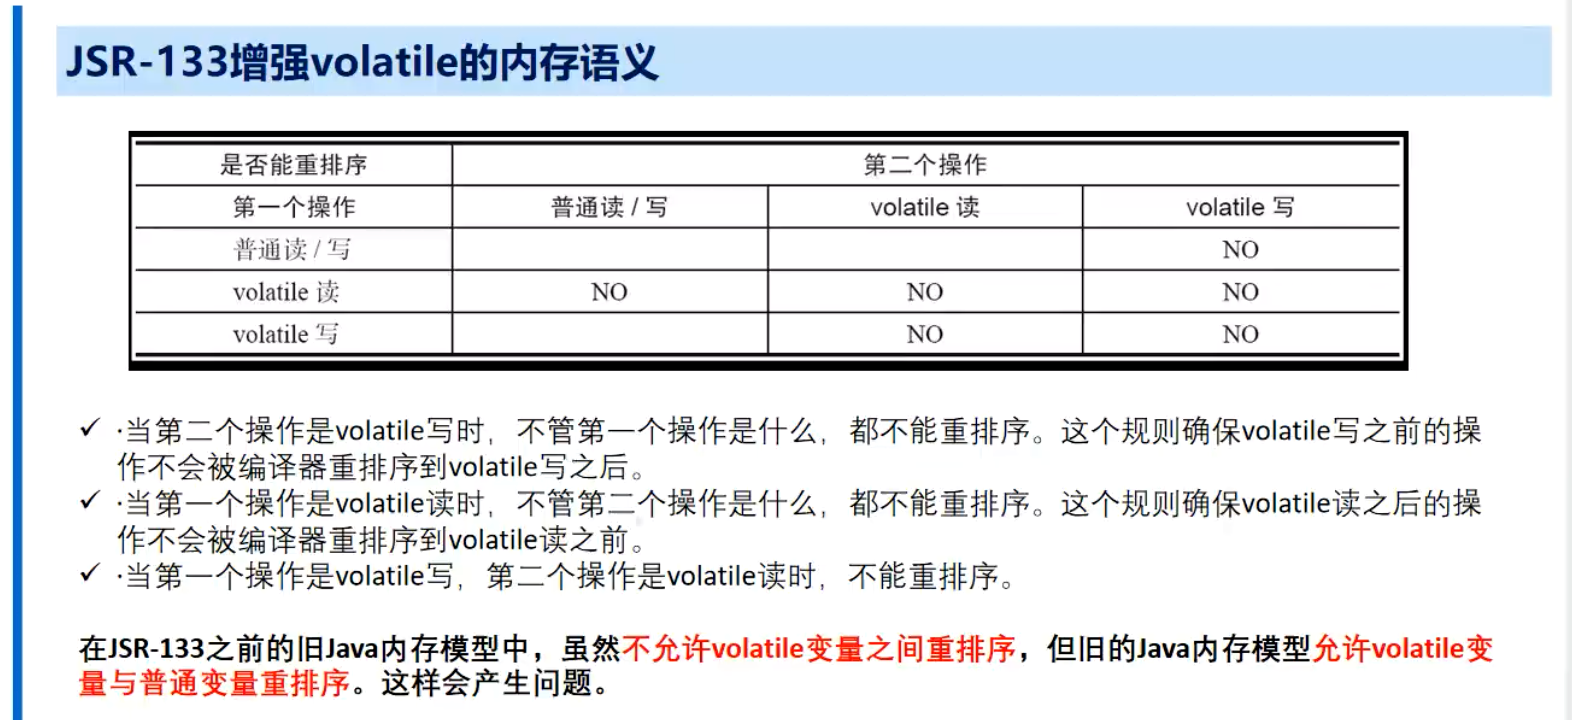 JSR-133增强volatile的内存语义
是否能重排序 第二个操作
第一个操作 普通读 / 写 volatile 读 volatile 写
普通读 / 写 NO
volatile 读 NO NO NO
volatile 写 NO NO
✓ ·当第二个操作是volatile写时，不管第一个操作是什么，都不能重排序。这个规则确保volatile写之前的操
作不会被编译器重排序到volatile写之后。
✓ ·当第一个操作是volatile读时，不管第二个操作是什么，都不能重排序。这个规则确保volatile读之后的操
作不会被编译器重排序到volatile读之前。
✓ ·当第一个操作是volatile写，第二个操作是volatile读时，不能重排序。
在JSR-133之前的旧Java内存模型中，虽然不允许volatile变量之间重排序，但旧的Java内存模型允许volatile变
量与普通变量重排序。这样会产生问题。